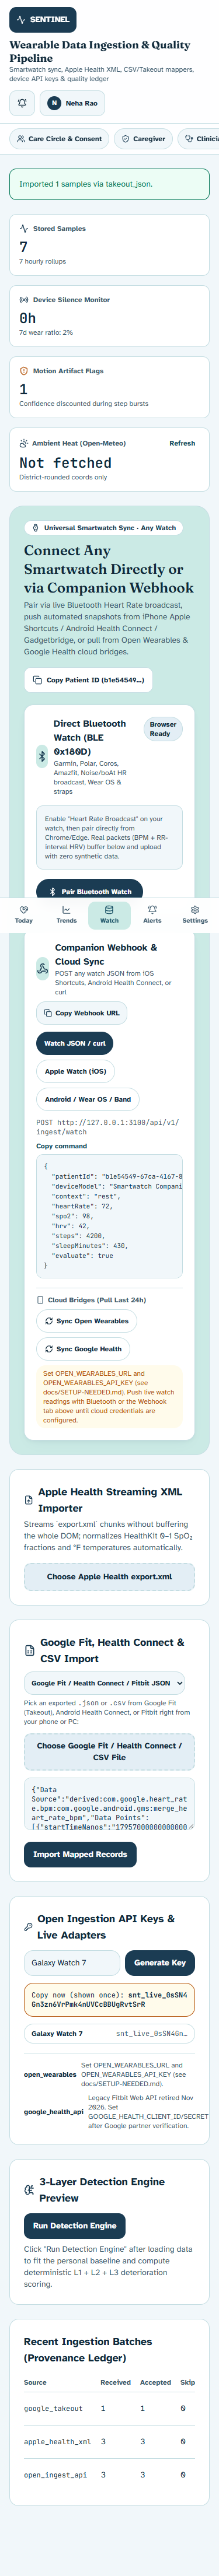 SENTINEL
Wearable Data Ingestion & Quality
Pipeline
Smartwatch sync, Apple Health XML, CSV/Takeout mappers,
device API keys & quality ledger
N Neha Rao
Care Circle & Consent
Caregiver
Imported 1 samples via takeout_json.
Stored Samples
7
7 hourly rollups
Device Silence Monitor
0h
7d wear ratio: 2%
Motion Artifact Flags
1
Confidence discounted during step bursts
Ambient Heat (Open-Meteo)
Refresh
Not fetched
District-rounded coords only
Universal Smartwatch Sync · Any Watch
Connect Any
Smartwatch Directly or
via Companion Webhook
Pair via live Bluetooth Heart Rate broadcast,
push automated snapshots from iPhone Apple
Shortcuts / Android Health Connect /
Gadgetbridge, or pull from Open Wearables &
Google Health cloud bridges.
Copy Patient ID (b1e54549...)
Direct Bluetooth
Watch (BLE
0x180D)
Browser
Ready
Garmin, Polar, Coros,
Amazfit, Noise/boAt HR
broadcast, Wear OS &
straps
Enable "Heart Rate Broadcast" on your
watch, then pair directly from
Chrome/Edge. Real packets (BPM + RR-
interval HRV) buffer below and upload
with zero synthetic data.
Pair Bluetooth Watch
Today
Trends
Watch
Alerts
Settings
Companion Webhook &
Cloud Sync
POST any watch JSON from iOS
Shortcuts, Android Health Connect, or
curl
Copy Webhook URL
Watch JSON / curl
Apple Watch (iOS)
Android / Wear OS / Band
POST http://127.0.0.1:3100/api/v1/
ingest/watch
Copy command
{
"patientId": "b1e54549-67ca-4167-8
"deviceModel": "Smartwatch Compani
"context": "rest",
"heartRate": 72,
"spo2": 98,
"hrv": 42,
"steps": 4200,
"sleepMinutes": 430,
"evaluate": true
}
Cloud Bridges (Pull Last 24h)
Sync Open Wearables
Sync Google Health
Set OPEN_WEARABLES_URL and
OPEN_WEARABLES_API_KEY (see
docs/SETUP-NEEDED.md). Push live watch
readings with Bluetooth or the Webhook
tab above until cloud credentials are
configured.
Apple Health Streaming XML
Importer
Streams `export.xml` chunks without buffering
the whole DOM; normalizes HealthKit 0–1 SpO₂
fractions and °F temperatures automatically.
Choose Apple Health export.xml
Google Fit, Health Connect &
CSV Import
Google Fit / Health Connect / Fitbit JSON
Pick an exported .json or .csv from Google Fit
(Takeout), Android Health Connect, or Fitbit right from
your phone or PC:
Choose Google Fit / Health Connect /
CSV File
{"Data
Source":"derived:com.google.heart_rat
e.bpm:com.google.android.gms:merge_he
art_rate_bpm","Data Points":
Import Mapped Records
Open Ingestion API Keys &
Live Adapters
Galaxy Watch 7
Generate Key
Copy now (shown once): snt_live_0sSN4
Gn3zn6VrPmk4nUVCcBBUgRvtSrR
Galaxy Watch 7
snt_live_0sSN4Gn…
open_wearables
Set OPEN_WEARABLES_URL and
OPEN_WEARABLES_API_KEY (see
docs/SETUP-NEEDED.md).
google_health_api
Legacy Fitbit Web API retired Nov
2026. Set
GOOGLE_HEALTH_CLIENT_ID/SECRET
after Google partner verification.
3-Layer Detection Engine
Preview
Run Detection Engine
Click "Run Detection Engine" after loading data
to fit the personal baseline and compute
deterministic L1 + L2 + L3 deterioration
scoring.
Recent Ingestion Batches
(Provenance Ledger)
Source Received Accepted Skip
google_takeout 1 1 0
apple_health_xml 3 3 0
open_ingest_api 3 3 0